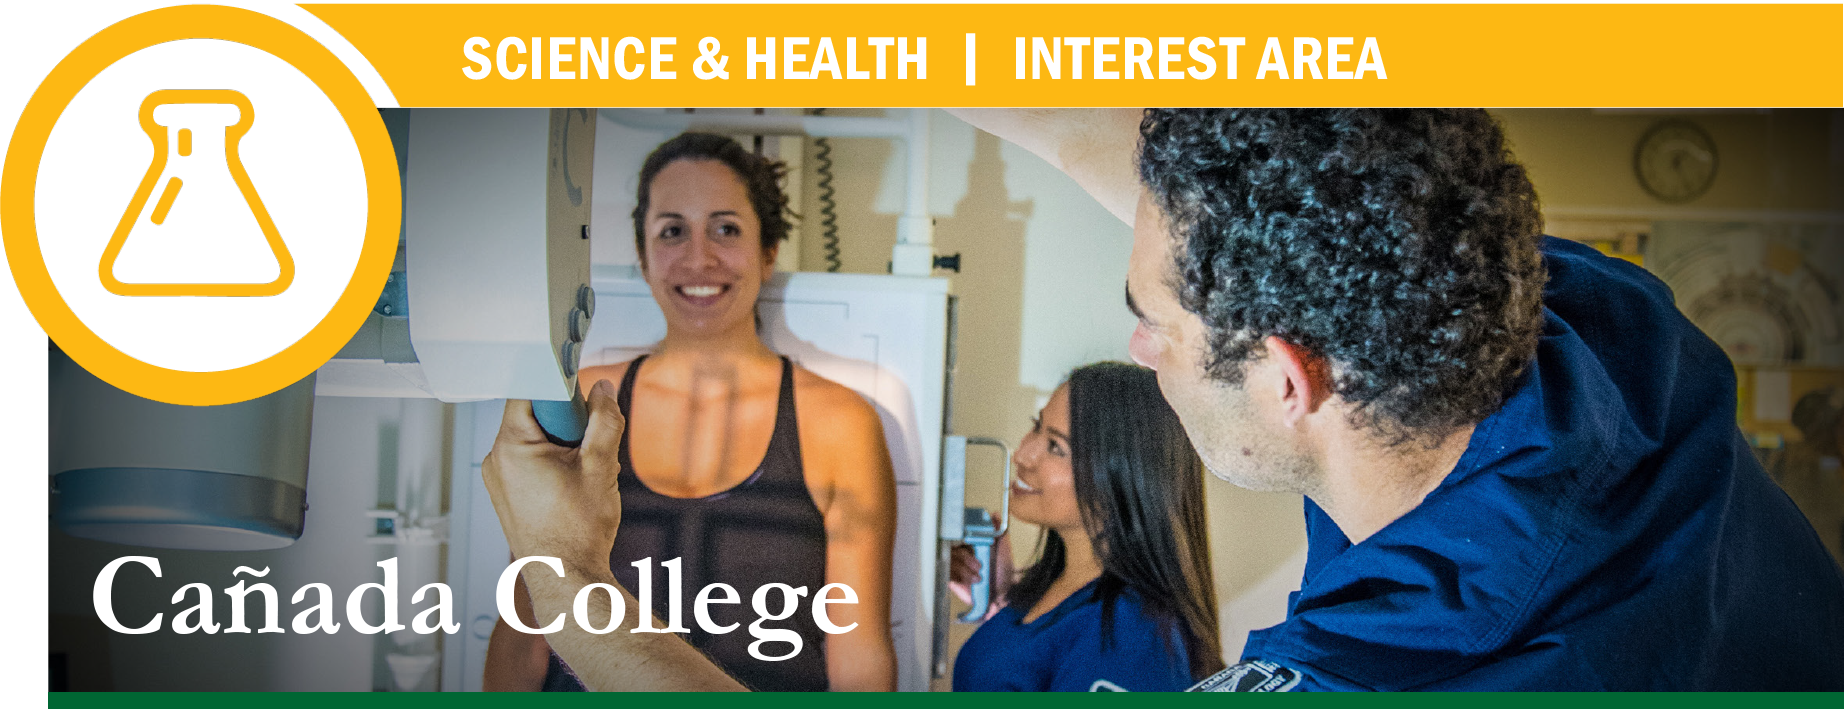 SCIENCE & HEALTH | INTEREST AREA
Cañada College